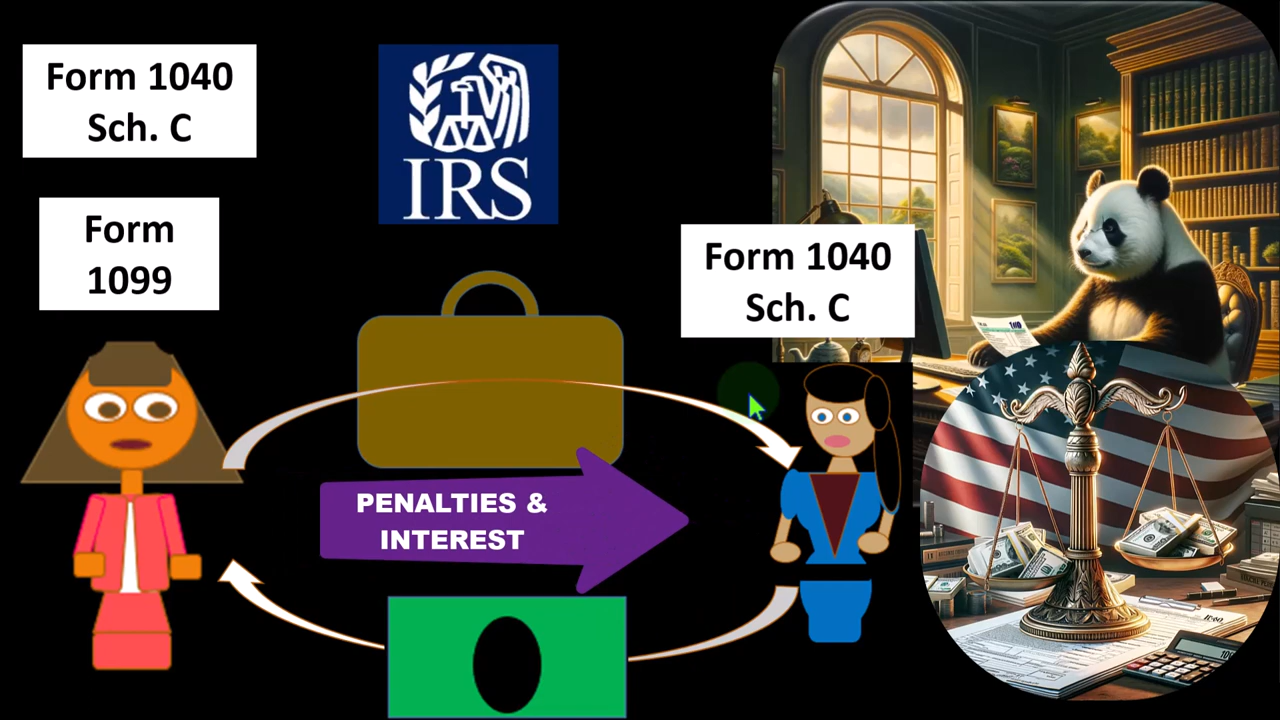 Form 1040
Sch. C
IRS
Form
1099
Form 1040
Sch. C
PENALTIES &
INTEREST